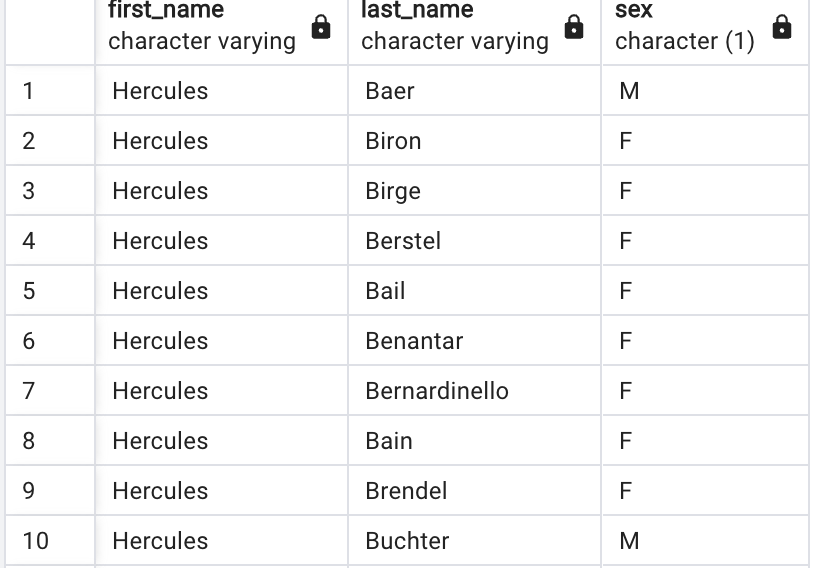 first_name last_name sex
character varying character varying character (1)
1 Hercules Baer M
2 Hercules Biron F
3 Hercules Birge F
4 Hercules Berstel F
5 Hercules Bail F
6 Hercules Benantar F
7 Hercules Bernardinello F
8 Hercules Bain F
9 Hercules Brendel F
10 Hercules Buchter M